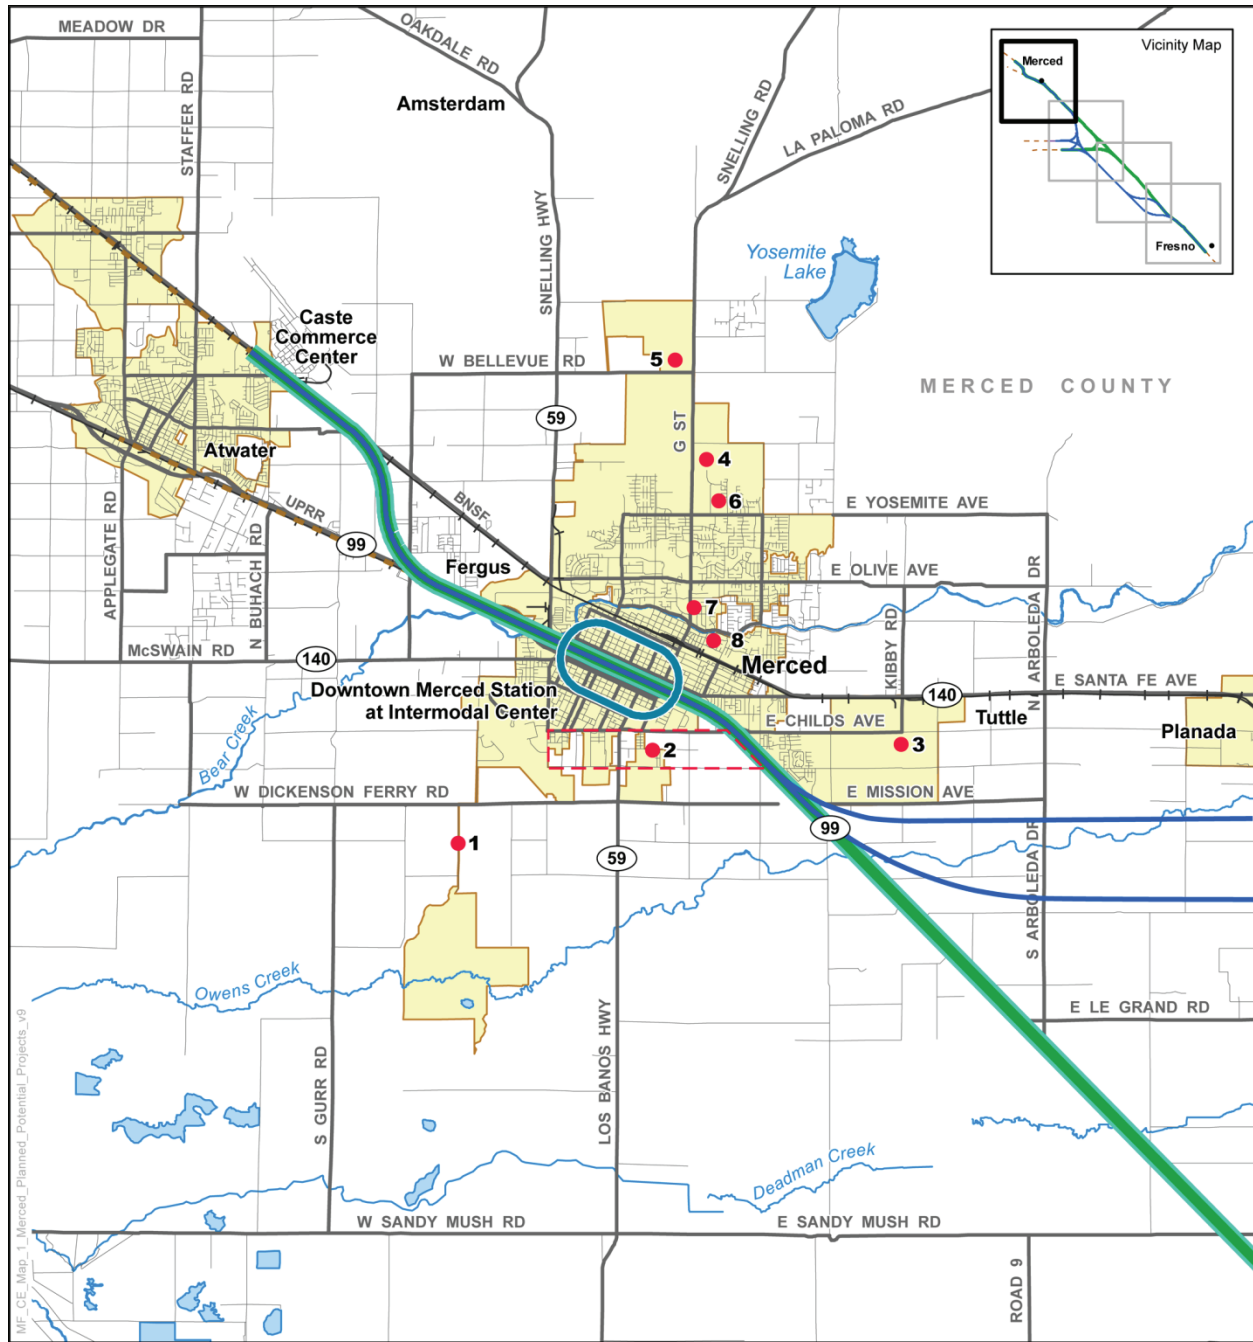 MEADOW DR
STAFFER RD
OAKDALE RD
Amsterdam
SNELLING HWY
SNELLING RD
LA PALOMA RD
Vicinity Map
Merced
Fresno
Yosemite
Lake
Caste
Commerce
Center
W BELLEVUE RD
5
MERCED COUNTY
59
G ST
4
6
Atwater
APPLEGATE RD
N BUHACH RD
UPRR
BNSF
99
Fergus
E YOSEMITE AVE
E OLIVE AVE
N ARBOLEDA DR
KIBBY RD
7
8
McSWAIN RD
140
Merced
Downtown Merced Station
at Intermodal Center
140
E SANTA FE AVE
E CHILDS AVE
Tuttle
Planada
Bear Creek
2
3
W DICKENSON FERRY RD
E MISSION AVE
1
59
99
S ARBOLEDA DR
Owens Creek
LOS BANOS HWY
E LE GRAND RD
S GURR RD
Deadman Creek
W SANDY MUSH RD
E SANDY MUSH RD
ROAD 9
MF_CE_Map_1_Merced_Planned_Potential_Projects_v9